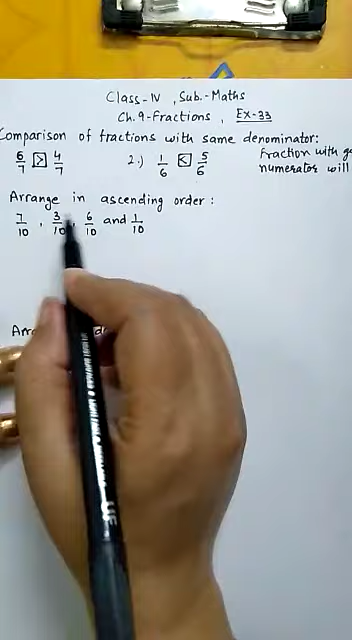 Class-IV , Sub.-Maths
Ch.9-Fractions , Ex-33
Comparison of fractions with same denominator:
6/7 > 4/7 2.) 1/6 < 5/6 Fraction with
numerator will
Arrange in ascending order :
7/10 , 3/10 , 6/10 and 1/10